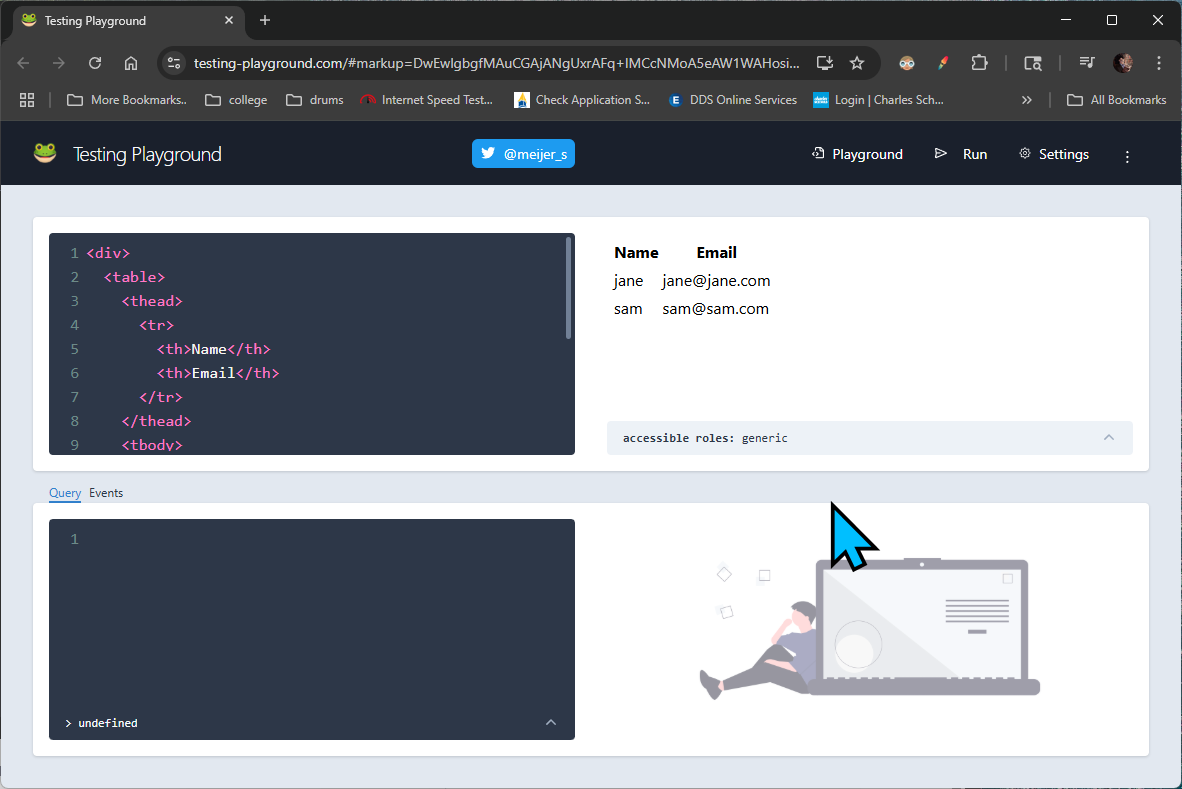 Testing Playground
testing-playground.com/#markup=DwEwlgbgfMAuCGAjANgUxrAFq+IMCcNMoA5eAW1WAHosi...
More Bookmarks.. college drums Internet Speed Test... Check Application S... DDS Online Services Login | Charles Sch... » All Bookmarks
Testing Playground @meijer_s Playground Run Settings
1 <div>
2 <table>
3 <thead>
4 <tr>
5 <th>Name</th>
6 <th>Email</th>
7 </tr>
8 </thead>
9 <tbody>
Name Email
jane jane@jane.com
sam sam@sam.com
accessible roles: generic
Query Events
1
> undefined